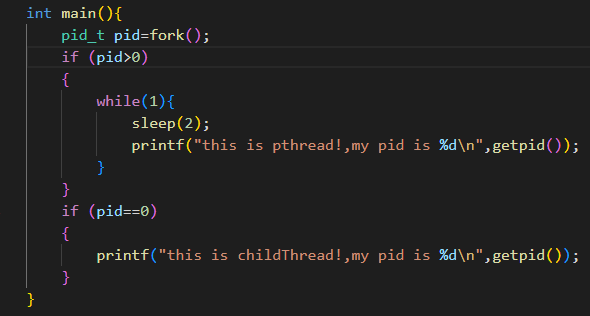 int main(){
    pid_t pid=fork();
    if (pid>0)
    {
        while(1){
            sleep(2);
            printf("this is pthread!,my pid is %d\n",getpid());
        }
    }
    if (pid==0)
    {
        printf("this is childThread!,my pid is %d\n",getpid());
    }
}